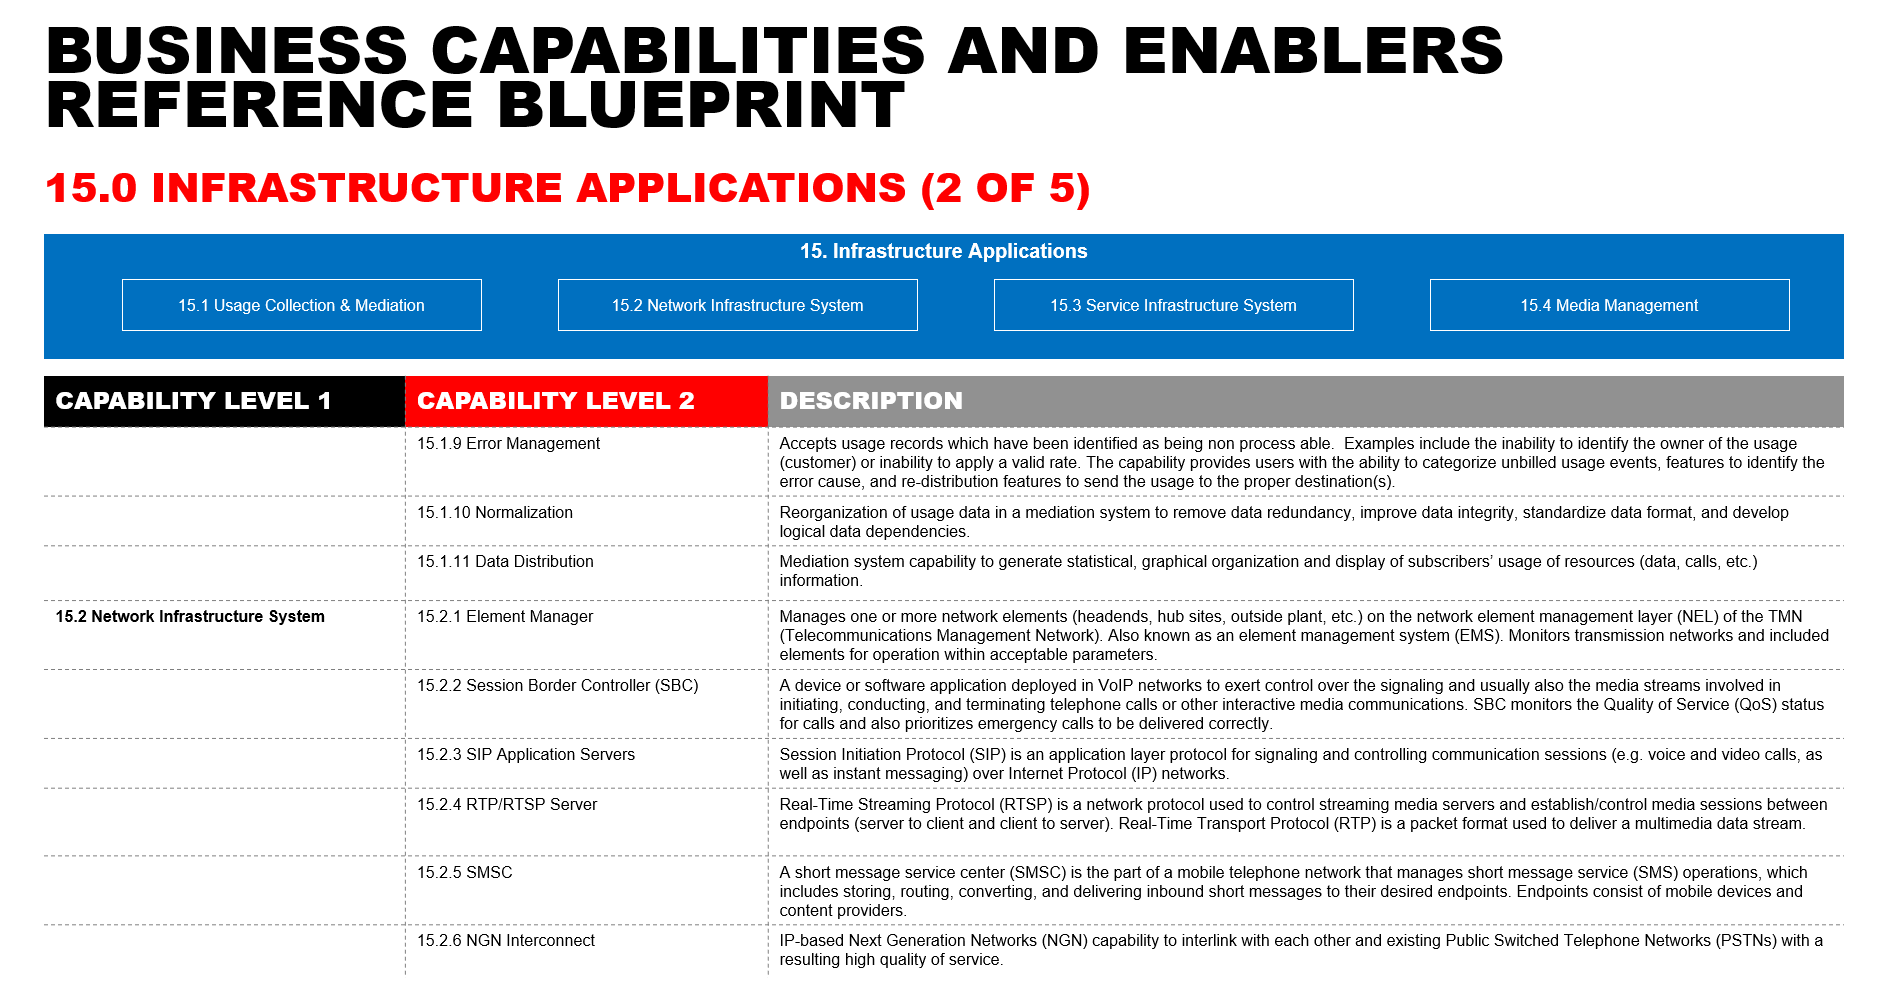 BUSINESS CAPABILITIES AND ENABLERS
REFERENCE BLUEPRINT
15.0 INFRASTRUCTURE APPLICATIONS (2 OF 5)
15. Infrastructure Applications
15.1 Usage Collection & Mediation
15.2 Network Infrastructure System
15.3 Service Infrastructure System
15.4 Media Management
CAPABILITY LEVEL 1
CAPABILITY LEVEL 2
DESCRIPTION
15.1.9 Error Management
Accepts usage records which have been identified as being non process able.  Examples include the inability to identify the owner of the usage
(customer) or inability to apply a valid rate. The capability provides users with the ability to categorize unbilled usage events, features to identify the
error cause, and re-distribution features to send the usage to the proper destination(s).
15.1.10 Normalization
Reorganization of usage data in a mediation system to remove data redundancy, improve data integrity, standardize data format, and develop
logical data dependencies.
15.1.11 Data Distribution
Mediation system capability to generate statistical, graphical organization and display of subscribers’ usage of resources (data, calls, etc.)
information.
15.2 Network Infrastructure System
15.2.1 Element Manager
Manages one or more network elements (headends, hub sites, outside plant, etc.) on the network element management layer (NEL) of the TMN
(Telecommunications Management Network). Also known as an element management system (EMS). Monitors transmission networks and included
elements for operation within acceptable parameters.
15.2.2 Session Border Controller (SBC)
A device or software application deployed in VoIP networks to exert control over the signaling and usually also the media streams involved in
initiating, conducting, and terminating telephone calls or other interactive media communications. SBC monitors the Quality of Service (QoS) status
for calls and also prioritizes emergency calls to be delivered correctly.
15.2.3 SIP Application Servers
Session Initiation Protocol (SIP) is an application layer protocol for signaling and controlling communication sessions (e.g. voice and video calls, as
well as instant messaging) over Internet Protocol (IP) networks.
15.2.4 RTP/RTSP Server
Real-Time Streaming Protocol (RTSP) is a network protocol used to control streaming media servers and establish/control media sessions between
endpoints (server to client and client to server). Real-Time Transport Protocol (RTP) is a packet format used to deliver a multimedia data stream.
15.2.5 SMSC
A short message service center (SMSC) is the part of a mobile telephone network that manages short message service (SMS) operations, which
includes storing, routing, converting, and delivering inbound short messages to their desired endpoints. Endpoints consist of mobile devices and
content providers.
15.2.6 NGN Interconnect
IP-based Next Generation Networks (NGN) capability to interlink with each other and existing Public Switched Telephone Networks (PSTNs) with a
resulting high quality of service.